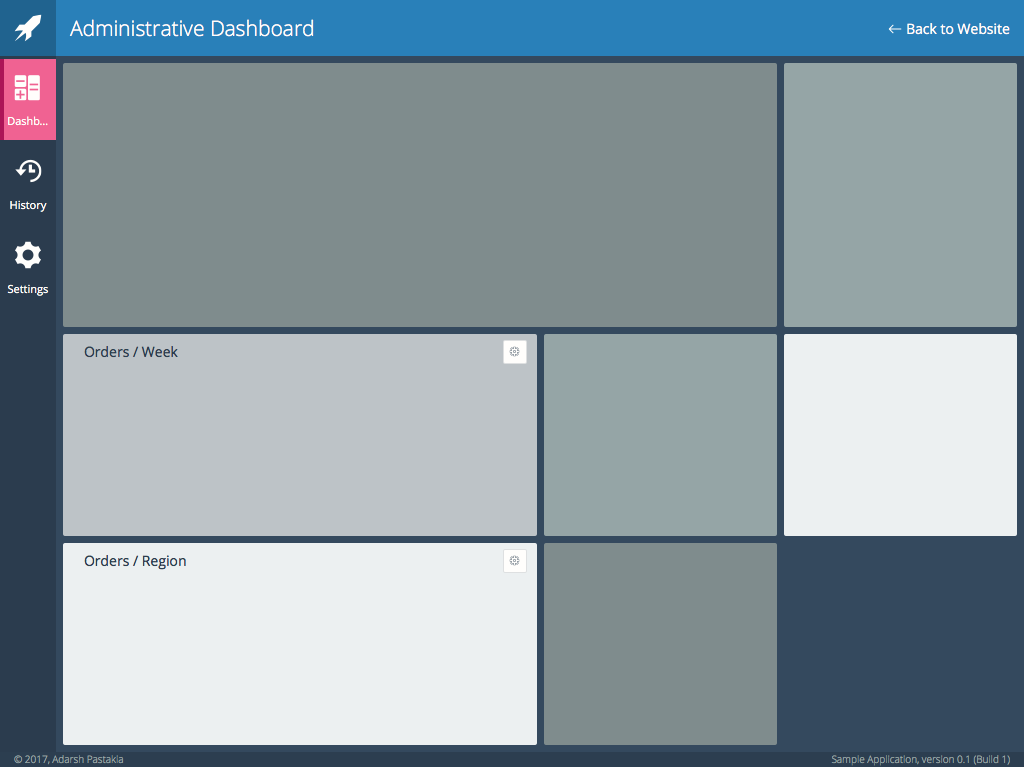 Administrative Dashboard
← Back to Website
Dashb...
History
Settings
Orders / Week
Orders / Region
© 2017, Adarsh Pastakia
Sample Application, version 0.1 (Build 1)